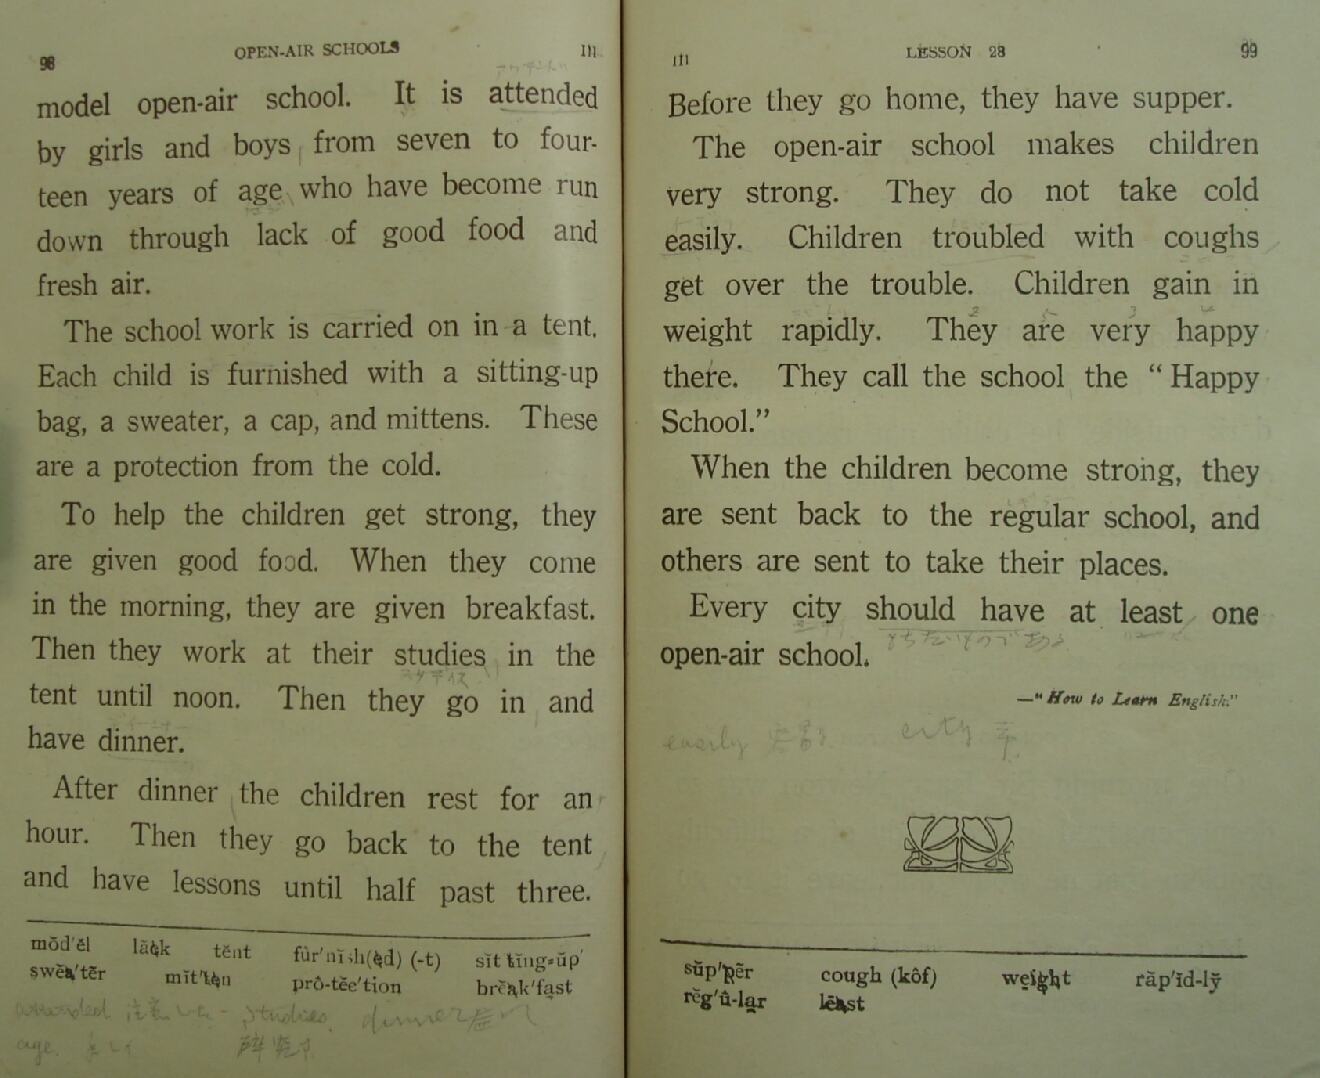 98 OPEN-AIR SCHOOLS III
model open-air school. It is attended
by girls and boys from seven to four-
teen years of age who have become run
down through lack of good food and
fresh air.
The school work is carried on in a tent.
Each child is furnished with a sitting-up
bag, a sweater, a cap, and mittens. These
are a protection from the cold.
To help the children get strong, they
are given good food. When they come
in the morning, they are given breakfast.
Then they work at their studies in the
tent until noon. Then they go in and
have dinner.
After dinner the children rest for an
hour. Then they go back to the tent
and have lessons until half past three.
mŏd'ĕl lăck tĕnt fûr'nĭsh(ed) (-t) sĭt'tĭng-ŭp'
swĕa'tẽr mĭt'ten prô-tĕc'tion brĕak'fast
studies dinner
age
III LESSON 28 99
Before they go home, they have supper.
The open-air school makes children
very strong. They do not take cold
easily. Children troubled with coughs
get over the trouble. Children gain in
weight rapidly. They are very happy
there. They call the school the “Happy
School.”
When the children become strong, they
are sent back to the regular school, and
others are sent to take their places.
Every city should have at least one
open-air school.
—“How to Learn English.”
easily city
sŭp'pẽr cough (kôf) weight răp'ĭd-lў
rĕg'û-lar lēast